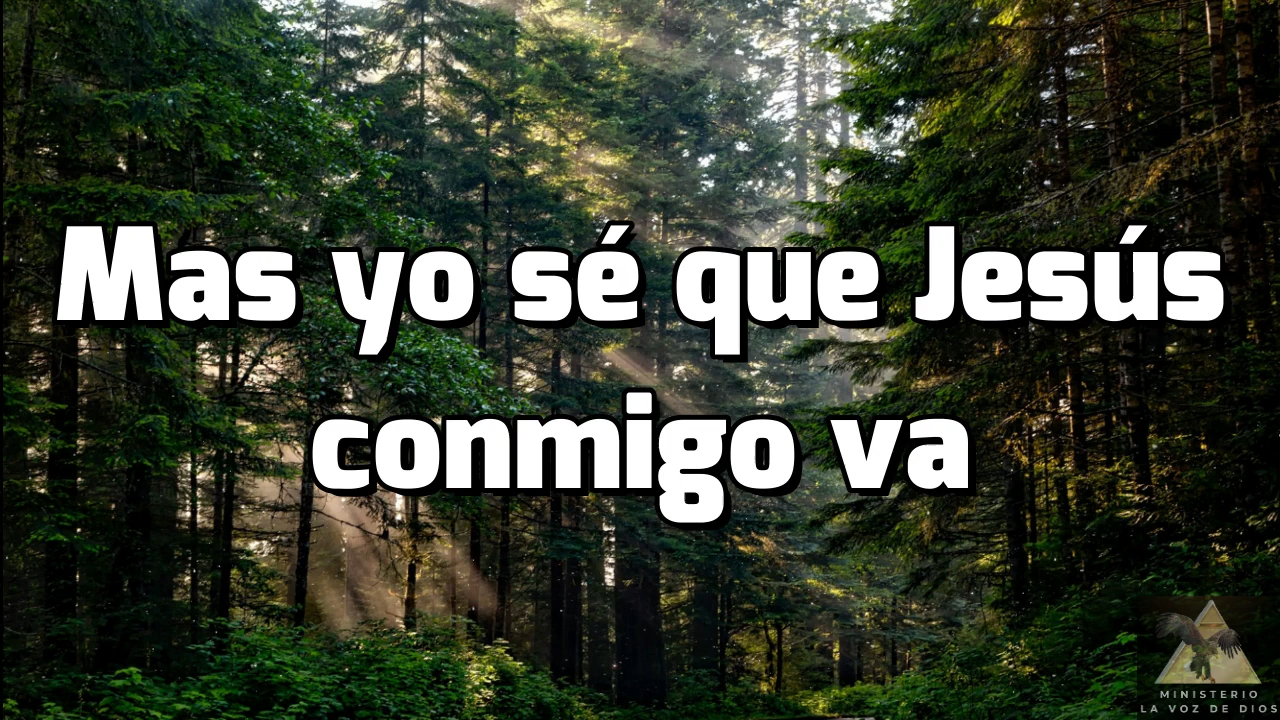 Mas yo sé que Jesús
conmigo va
MINISTERIO
LA VOZ DE DIOS